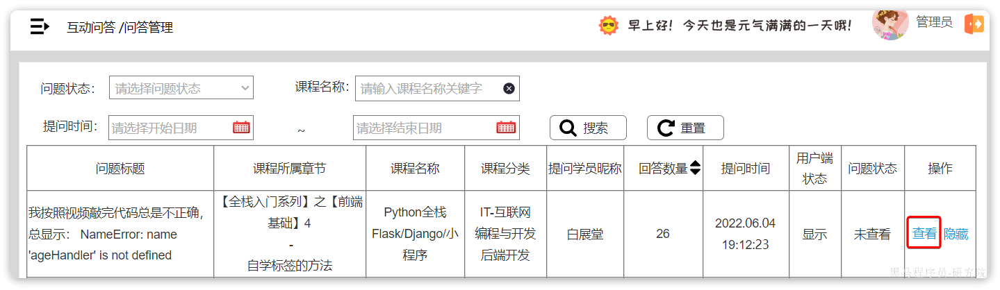 互动问答 /问答管理
早上好！今天也是元气满满的一天哦！
管理员
问题状态：
请选择问题状态
课程名称：
请输入课程名称关键字
提问时间：
请选择开始日期
~
请选择结束日期
搜索
重置
问题标题
课程所属章节
课程名称
课程分类
提问学员昵称
回答数量
提问时间
用户端
状态
问题状态
操作
我按照视频敲完代码总是不正确，
总显示： NameError: name
'ageHandler' is not defined
【全栈入门系列】之【前端
基础】4
-
自学标签的方法
Python全栈
Flask/Django/小
程序
IT-互联网
编程与开发
后端开发
白展堂
26
2022.06.04
19:12:23
显示
未查看
查看
隐藏
黑马程序员-研究院